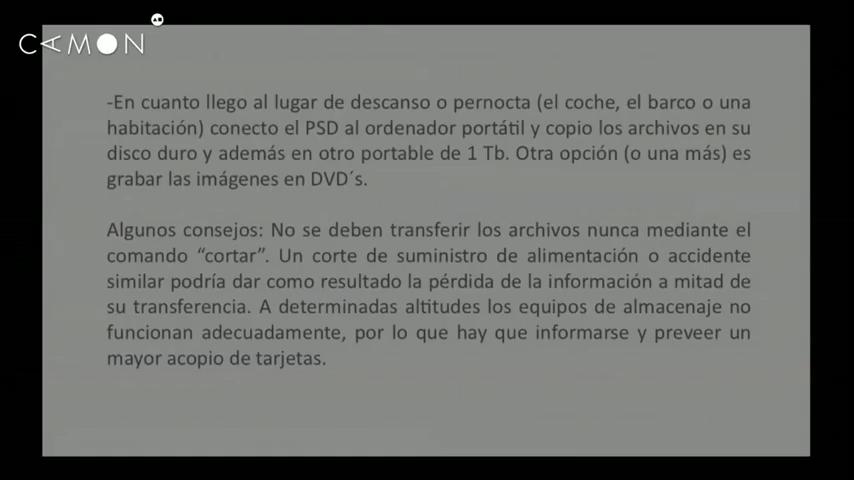 CAMON
-En cuanto llego al lugar de descanso o pernocta (el coche, el barco o una
habitación) conecto el PSD al ordenador portátil y copio los archivos en su
disco duro y además en otro portable de 1 Tb. Otra opción (o una más) es
grabar las imágenes en DVD´s.
Algunos consejos: No se deben transferir los archivos nunca mediante el
comando “cortar”. Un corte de suministro de alimentación o accidente
similar podría dar como resultado la pérdida de la información a mitad de
su transferencia. A determinadas altitudes los equipos de almacenaje no
funcionan adecuadamente, por lo que hay que informarse y preveer un
mayor acopio de tarjetas.